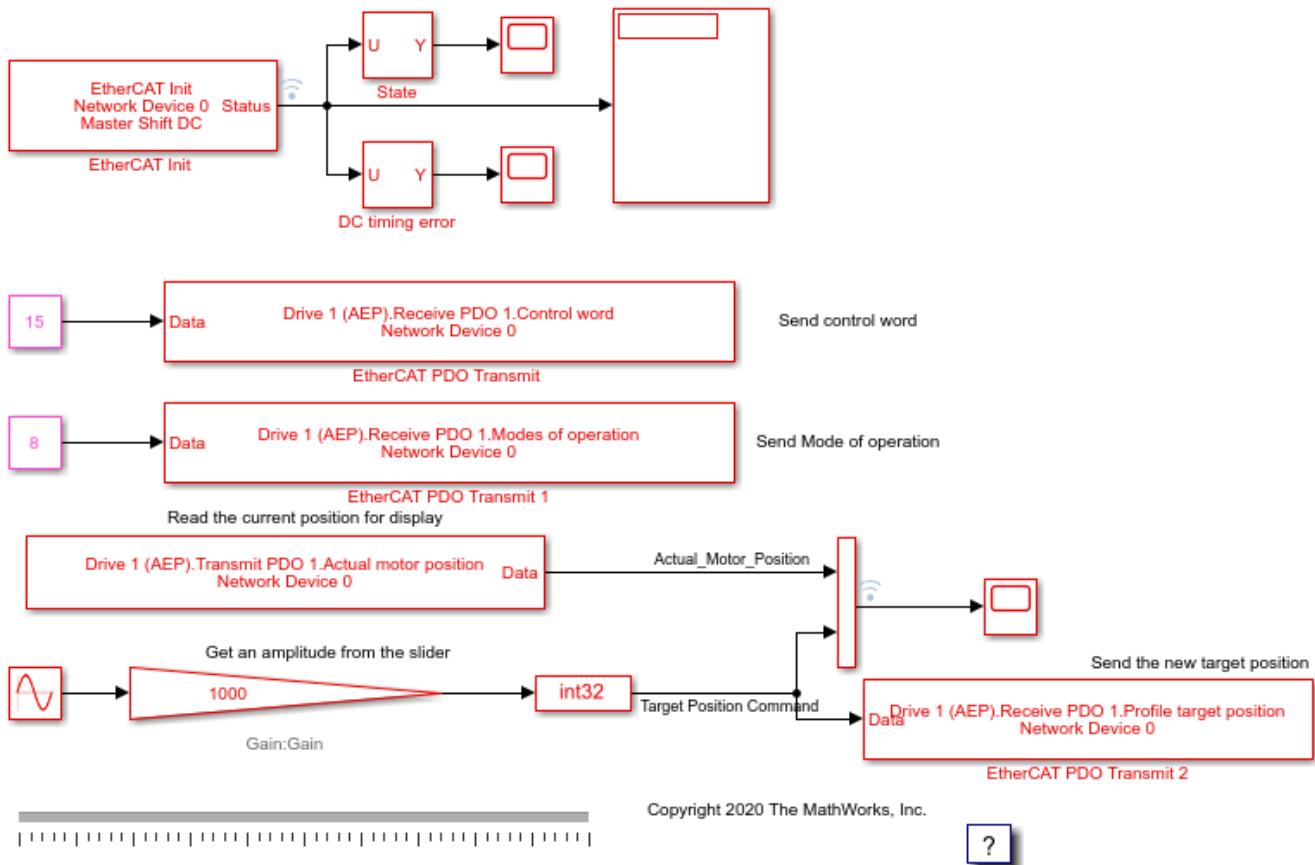 U Y
State
EtherCAT Init
Network Device 0
Master Shift DC
Status
EtherCAT Init
U Y
DC timing error
15
Data
Drive 1 (AEP).Receive PDO 1.Control word
Network Device 0
EtherCAT PDO Transmit
Send control word
8
Data
Drive 1 (AEP).Receive PDO 1.Modes of operation
Network Device 0
EtherCAT PDO Transmit 1
Send Mode of operation
Read the current position for display
Drive 1 (AEP).Transmit PDO 1.Actual motor position
Network Device 0
Data
Actual_Motor_Position
Get an amplitude from the slider
1000
Gain:Gain
int32
Target Position Command
Send the new target position
Data
Drive 1 (AEP).Receive PDO 1.Profile target position
Network Device 0
EtherCAT PDO Transmit 2
Copyright 2020 The MathWorks, Inc.
?